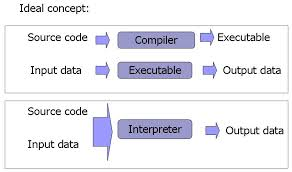 Ideal concept:
Source code Compiler Executable
Input data Executable Output data
Source code
Interpreter Output data
Input data